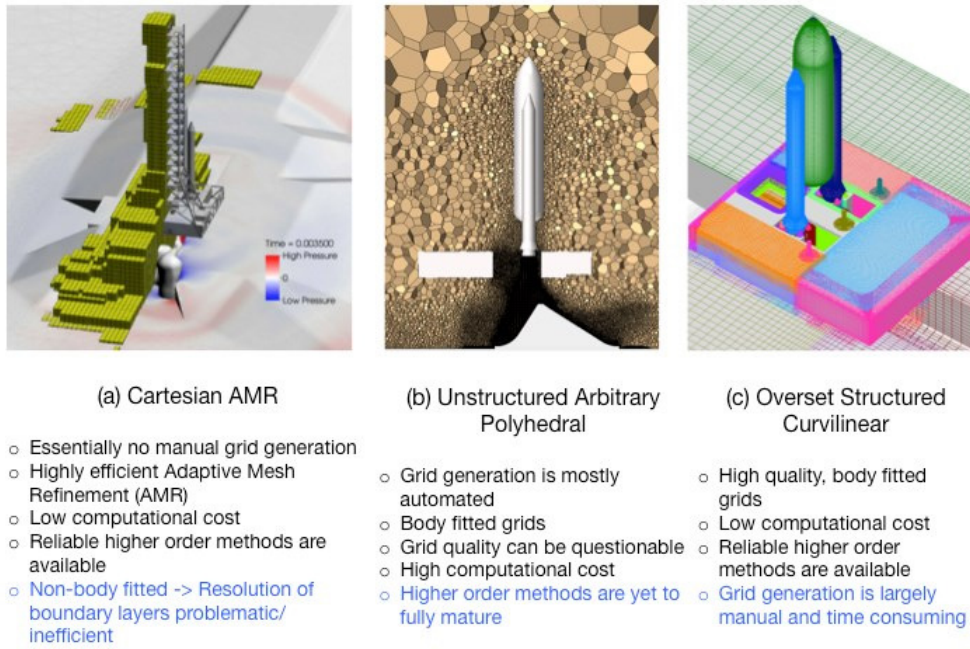 Time = 0.003500
High Pressure
0
Low Pressure
(a) Cartesian AMR
○ Essentially no manual grid generation
○ Highly efficient Adaptive Mesh
Refinement (AMR)
○ Low computational cost
○ Reliable higher order methods are
available
○ Non-body fitted -> Resolution of
boundary layers problematic/
inefficient
(b) Unstructured Arbitrary
Polyhedral
○ Grid generation is mostly
automated
○ Body fitted grids
○ Grid quality can be questionable
○ High computational cost
○ Higher order methods are yet to
fully mature
(c) Overset Structured
Curvilinear
○ High quality, body fitted
grids
○ Low computational cost
○ Reliable higher order
methods are available
○ Grid generation is largely
manual and time consuming